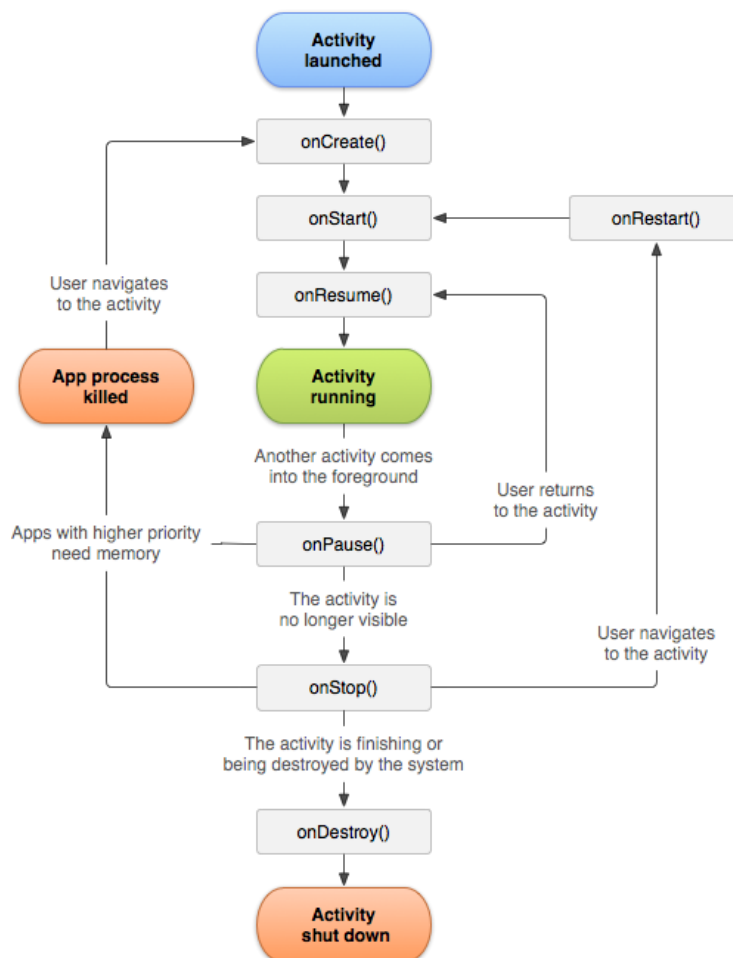 Activity
launched
onCreate()
onStart()
onRestart()
User navigates
to the activity
onResume()
App process
killed
Activity
running
Another activity comes
into the foreground
User returns
to the activity
Apps with higher priority
need memory
onPause()
The activity is
no longer visible
User navigates
to the activity
onStop()
The activity is finishing or
being destroyed by the system
onDestroy()
Activity
shut down